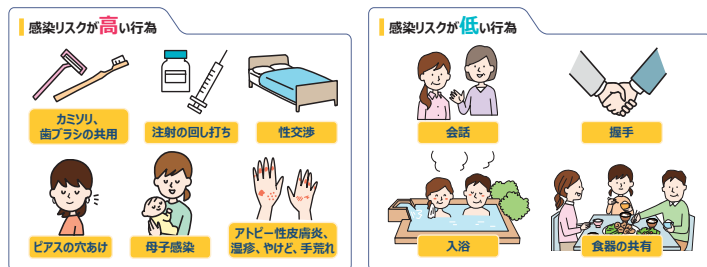 感染リスクが高い行為
カミソリ、
歯ブラシの共用
注射の回し打ち
性交渉
ピアスの穴あけ
母子感染
アトピー性皮膚炎、
湿疹、やけど、手荒れ
感染リスクが低い行為
会話
握手
入浴
食器の共有